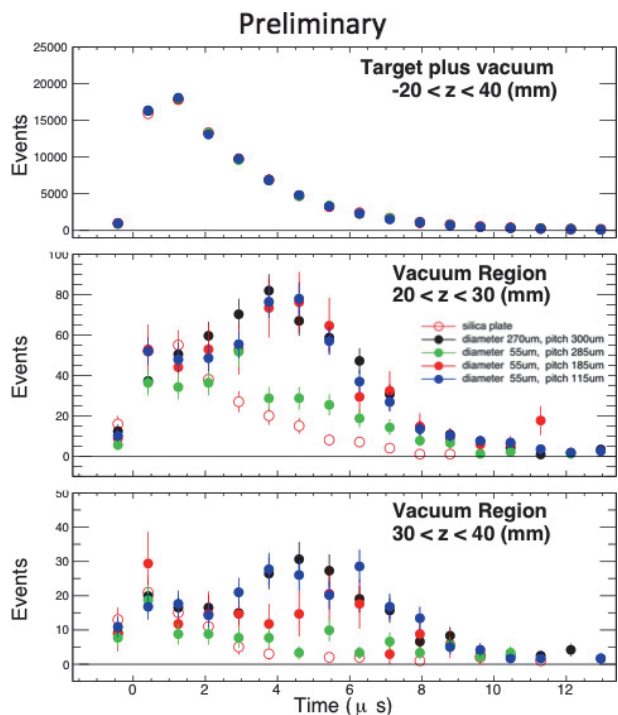 Preliminary
25000
20000
15000
10000
5000
0
Events
Target plus vacuum
-20 < z < 40 (mm)
100
80
60
40
20
0
Events
Vacuum Region
20 < z < 30 (mm)
silica plate
diameter 270um, pitch 300um
diameter 55um, pitch 285um
diameter 55um, pitch 185um
diameter 55um, pitch 115um
50
40
30
20
10
0
Events
Vacuum Region
30 < z < 40 (mm)
0 2 4 6 8 10 12
Time ( μ s)